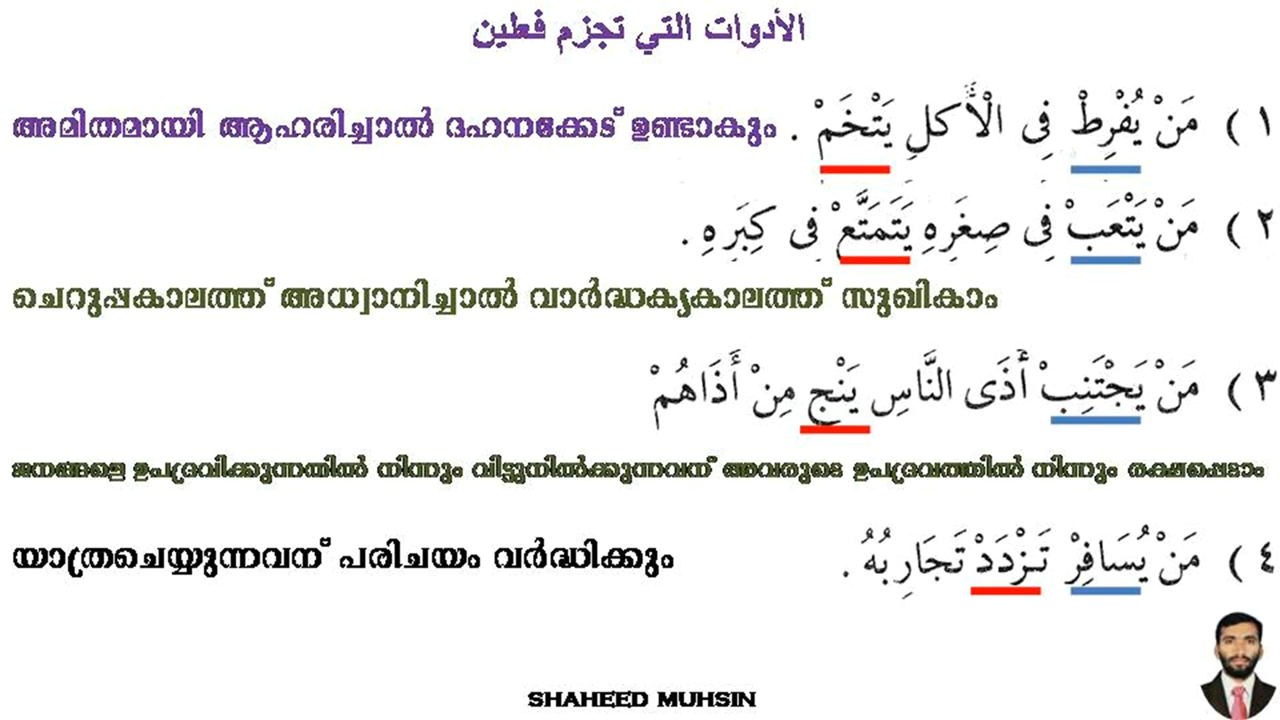 الأدوات التي تجزم فعلين
١ ) مَنْ يُفْرِطْ فِى الْأَكلِ يَتْخَمْ . അമിതമായി ആഹരിച്ചാൽ ദഹനക്കേട് ഉണ്ടാകും
٢ ) مَنْ يَتْعَبْ فِى صِغَرِهِ يَتَمَتَّعْ فِى كِبَرِهِ .
ചെറുപ്പകാലത്ത് അധ്വാനിച്ചാൽ വാർദ്ധക്യകാലത്ത് സുഖികാം
٣ ) مَنْ يَجْتَنِبْ أَذَى النَّاسِ يَنْجِ مِنْ أَذَاهُمْ
ജനങ്ങളെ ഉപദ്രവിക്കുന്നതിൽ നിന്നും വിട്ടുനിൽക്കുന്നവന് അവരുടെ ഉപദ്രവത്തിൽ നിന്നും രക്ഷപ്പെടാം
٤ ) مَنْ يُسَافِرْ تَزْدَدْ تَجَارِبُهُ .
യാത്രചെയ്യുന്നവന് പരിചയം വർദ്ധിക്കും
SHAHEED MUHSIN